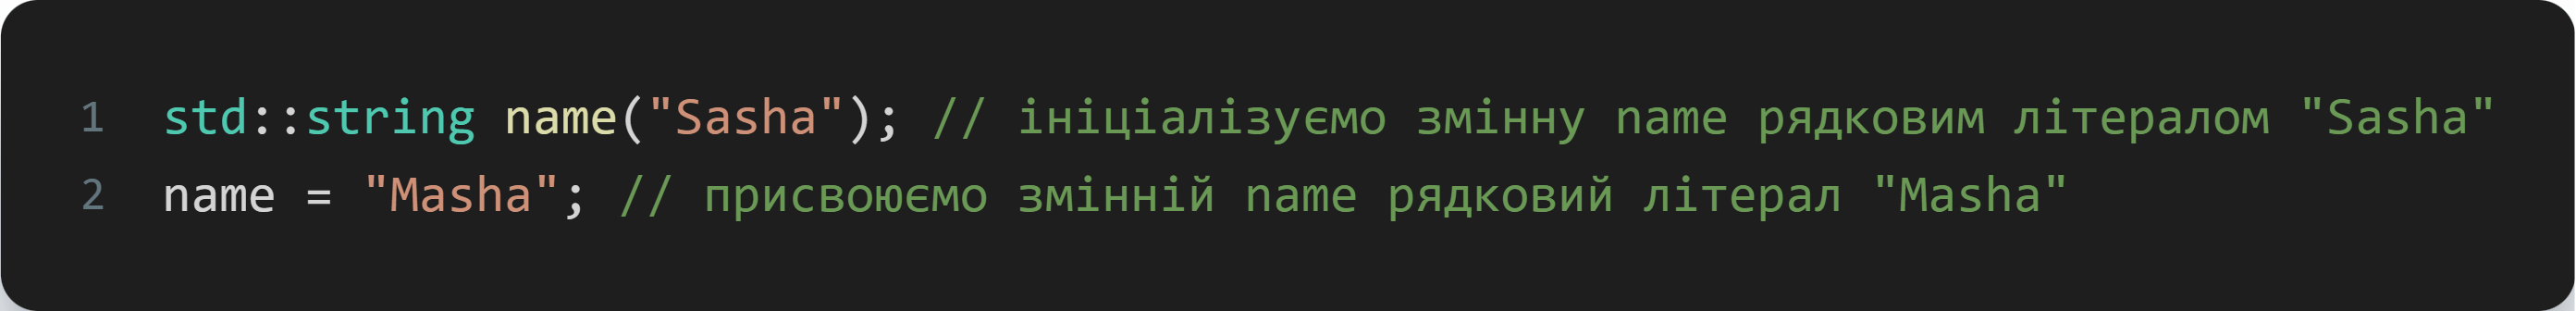 1 std::string name("Sasha"); // ініціалізуємо змінну name рядковим літералом "Sasha"
2 name = "Masha"; // присвоюємо змінній name рядковий літерал "Masha"